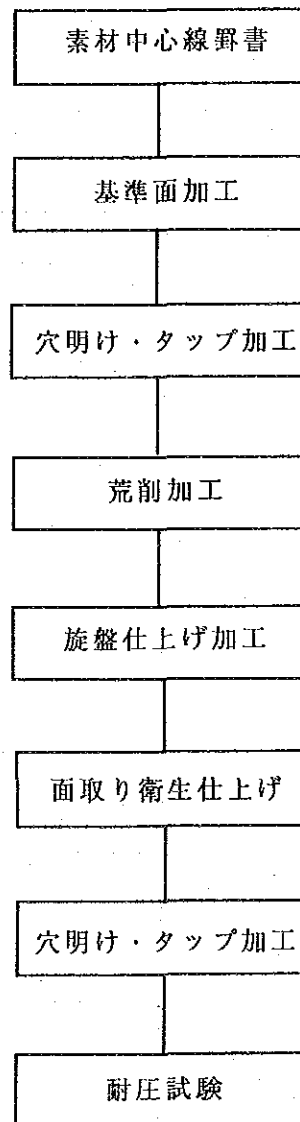 素材中心線罫書
基準面加工
穴明け・タップ加工
荒削加工
旋盤仕上げ加工
面取り衛生仕上げ
穴明け・タップ加工
耐圧試験